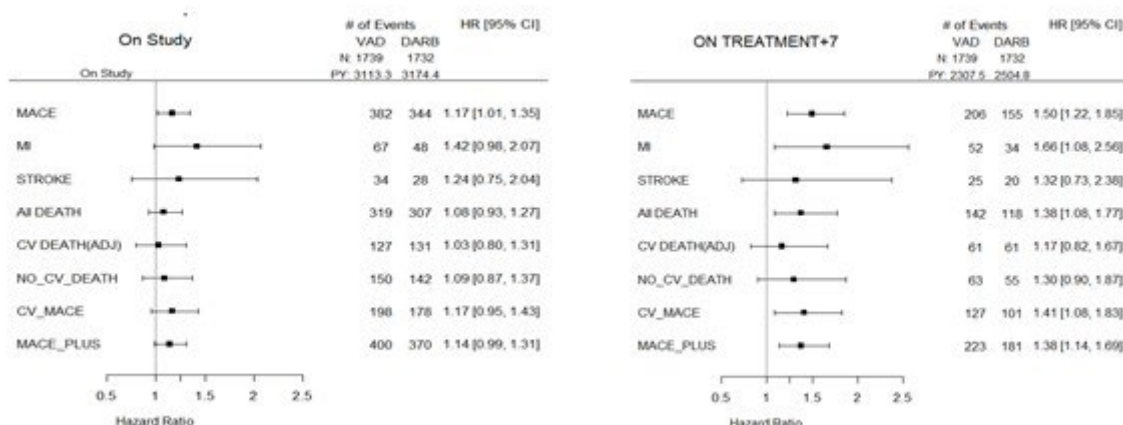 On Study
# of Events HR [95% CI]
VAD DARB
N: 1739 1732
On Study PY: 3113.3 3174.4
MACE 382 344 1.17 [1.01, 1.35]
MI 67 48 1.42 [0.98, 2.07]
STROKE 34 28 1.24 [0.75, 2.04]
All DEATH 319 307 1.08 [0.93, 1.27]
CV DEATH(ADJ) 127 131 1.03 [0.80, 1.31]
NO_CV_DEATH 150 142 1.09 [0.87, 1.37]
CV_MACE 198 178 1.17 [0.95, 1.43]
MACE_PLUS 400 370 1.14 [0.99, 1.31]
0.5 1 1.5 2 2.5
Hazard Ratio
ON TREATMENT+7
# of Events HR [95% CI]
VAD DARB
N: 1739 1732
PY: 2307.5 2504.8
MACE 206 155 1.50 [1.22, 1.85]
MI 52 34 1.66 [1.08, 2.56]
STROKE 25 20 1.32 [0.73, 2.38]
All DEATH 142 118 1.38 [1.08, 1.77]
CV DEATH(ADJ) 61 61 1.17 [0.82, 1.67]
NO_CV_DEATH 63 55 1.30 [0.90, 1.87]
CV_MACE 127 101 1.41 [1.08, 1.83]
MACE_PLUS 223 181 1.38 [1.14, 1.69]
0.5 1 1.5 2 2.5
Hazard Ratio